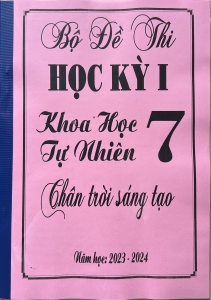 Bộ Đề Thi
HỌC KỲ I
Khoa Học
Tự Nhiên 7
Chân trời sáng tạo
Năm học: 2023 - 2024